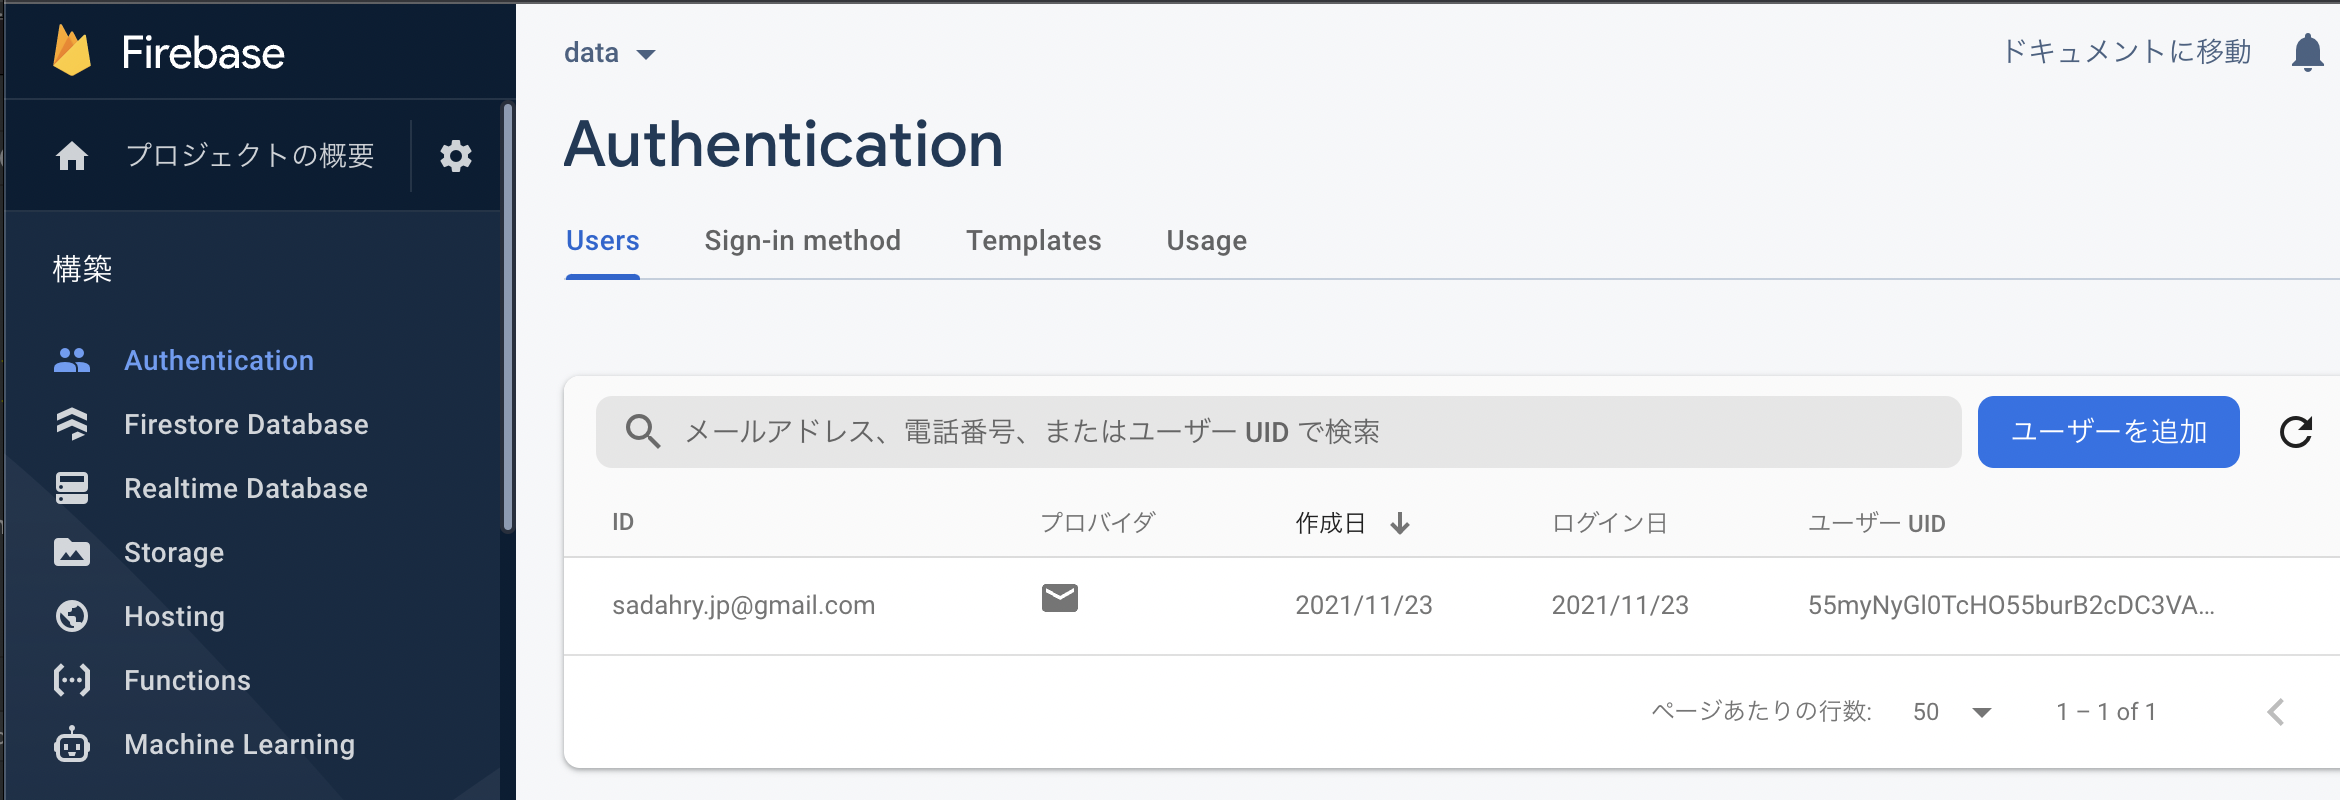 Firebase
プロジェクトの概要
構築
Authentication
Firestore Database
Realtime Database
Storage
Hosting
Functions
Machine Learning
data
ドキュメントに移動
Authentication
Users Sign-in method Templates Usage
メールアドレス、電話番号、またはユーザー UID で検索
ユーザーを追加
ID プロバイダ 作成日 ログイン日 ユーザー UID
sadahry.jp@gmail.com 2021/11/23 2021/11/23 55myNyGl0TcHO55burB2cDC3VA...
ページあたりの行数: 50 1 – 1 of 1